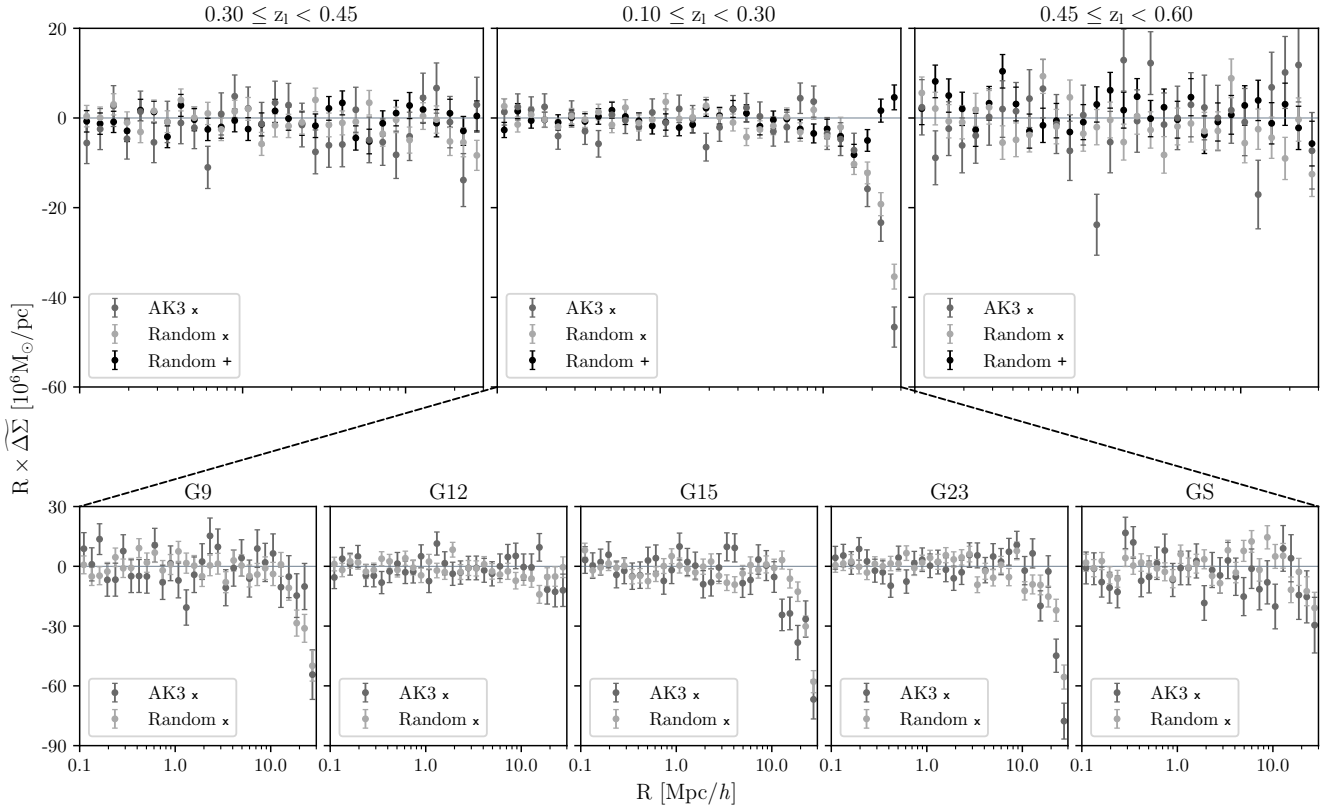 0.30 ≤ z_l < 0.45
0.10 ≤ z_l < 0.30
0.45 ≤ z_l < 0.60
20
0
-20
-40
-60
AK3 x
Random x
Random +
AK3 x
Random x
Random +
AK3 x
Random x
Random +
R × \widetilde{ΔΣ} [10⁶M⊙/pc]
G9
G12
G15
G23
GS
30
0
-30
-60
-90
AK3 x
Random x
AK3 x
Random x
AK3 x
Random x
AK3 x
Random x
AK3 x
Random x
0.1 1.0 10.0 0.1 1.0 10.0 0.1 1.0 10.0 0.1 1.0 10.0 0.1 1.0 10.0
R [Mpc/h]